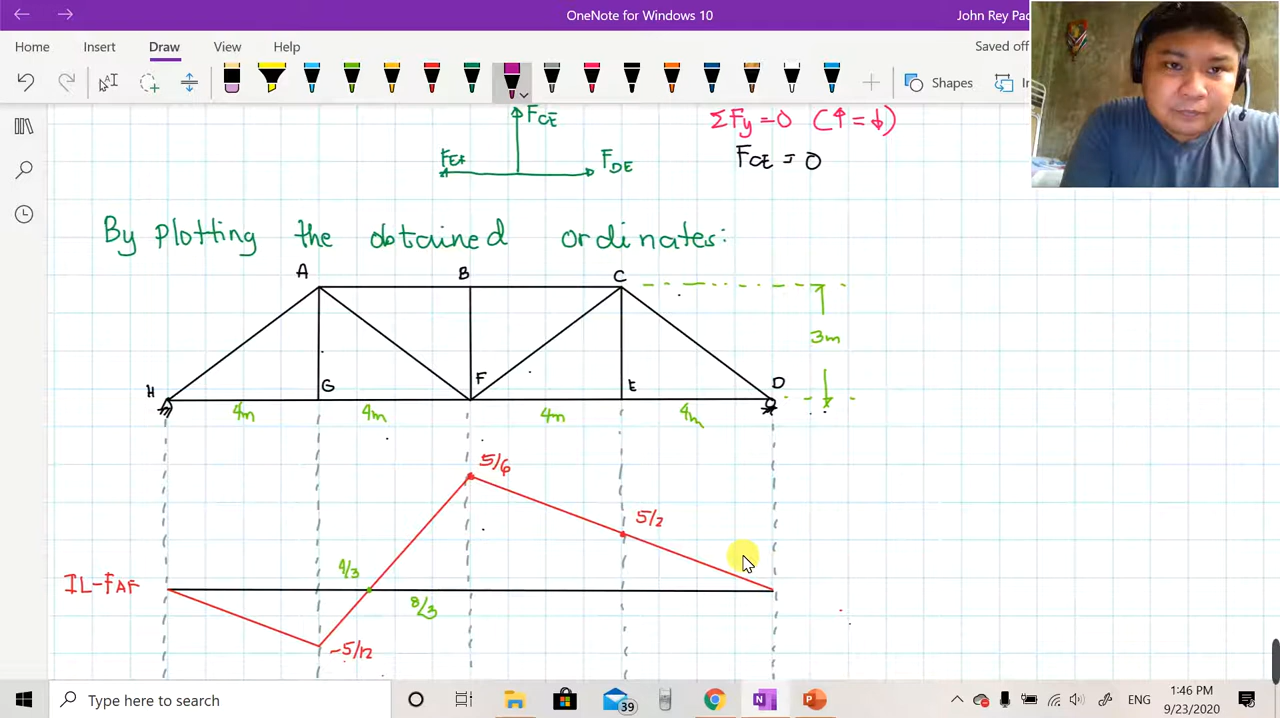 OneNote for Windows 10
John Rey Pac
Home Insert Draw View Help
Saved off
Shapes
In
FCE
FEF FDE
ΣFy = 0 (↑ = ↓)
FCE = 0
By plotting the obtained ordinates:
A B C
3m
H G F E D
4m 4m 4m 4m
5/6
5/2
4/3
IL-FAF
8/3
-5/12
Type here to search
39
ENG
1:46 PM
9/23/2020